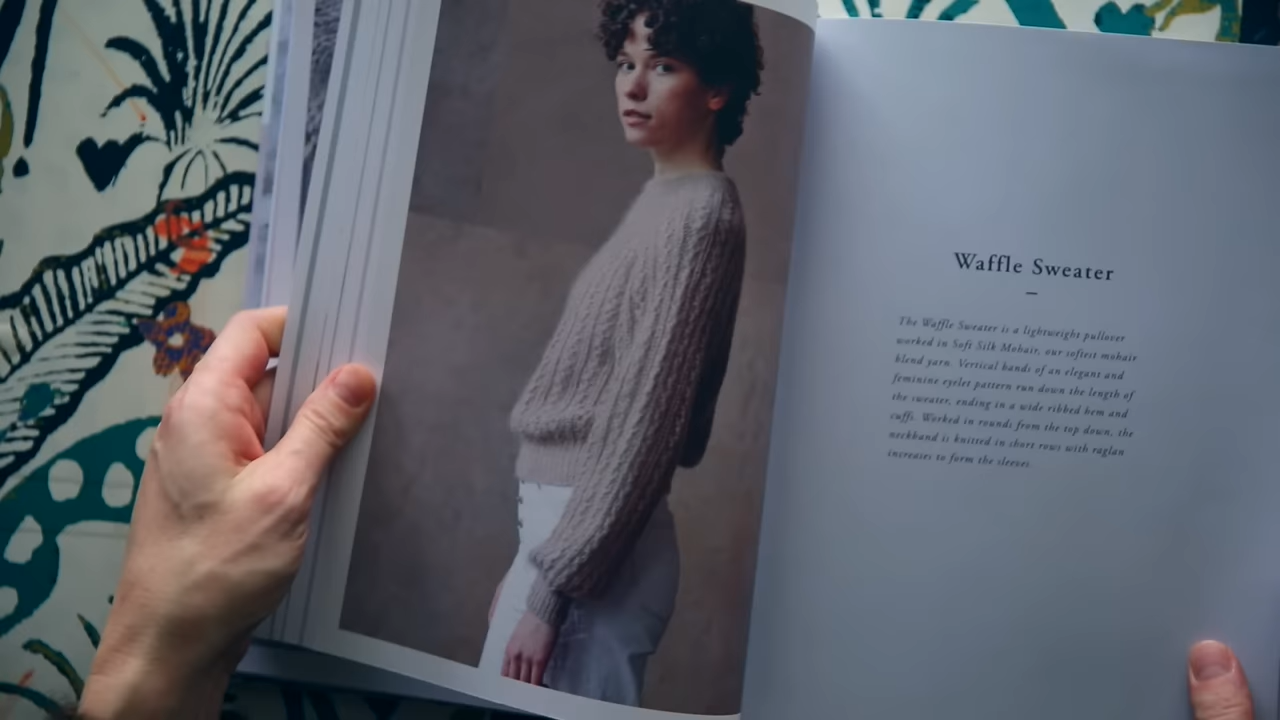 Waffle Sweater
The Waffle Sweater is a lightweight pullover
worked in Soft Silk Mohair, our softest mohair
blend yarn. Vertical bands of an elegant and
feminine eyelet pattern run down the length of
the sweater, ending in a wide ribbed hem and
cuffs. Worked in rounds from the top down, the
neckband is knitted in short rows with raglan
increases to form the sleeves.